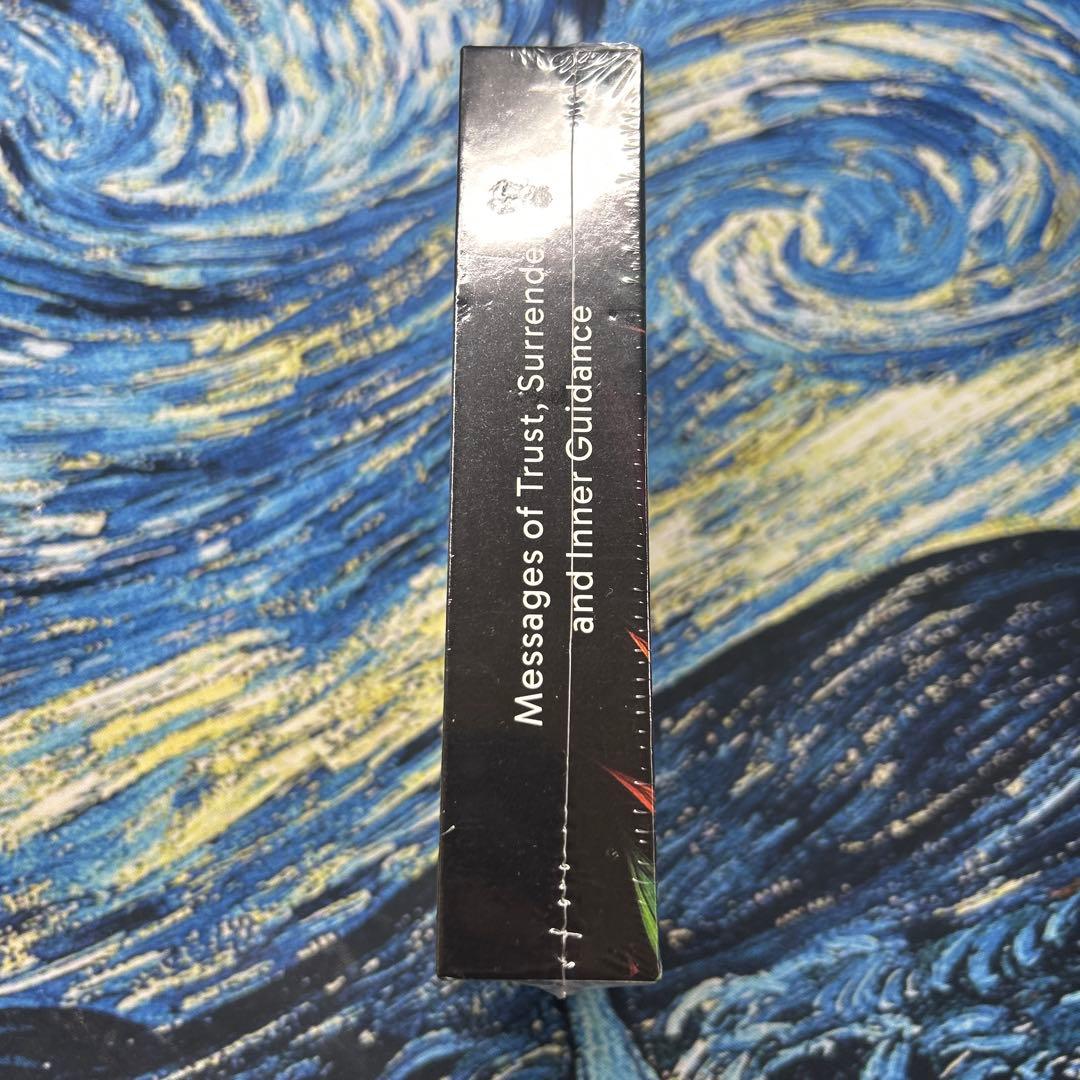 Messages of Trust, Surrende
and Inner Guidance